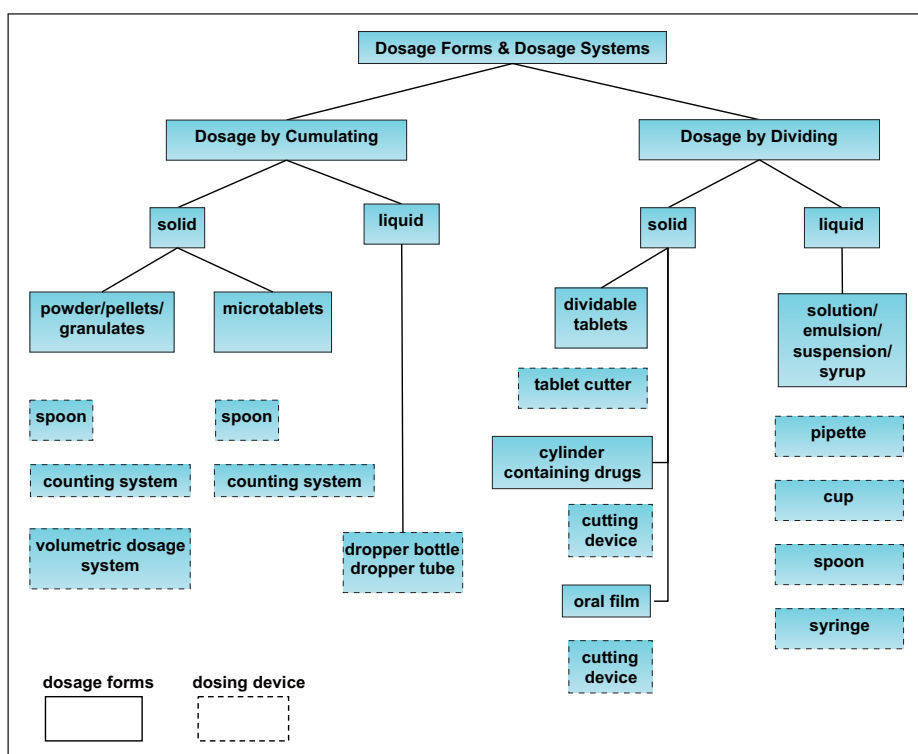 Dosage Forms & Dosage Systems
Dosage by Cumulating
Dosage by Dividing
solid
liquid
solid
liquid
powder/pellets/
granulates
microtablets
dividable
tablets
solution/
emulsion/
suspension/
syrup
tablet cutter
spoon
spoon
pipette
cylinder
containing drugs
counting system
counting system
cup
cutting
device
volumetric dosage
system
dropper bottle
dropper tube
spoon
oral film
syringe
cutting
device
dosage forms
dosing device